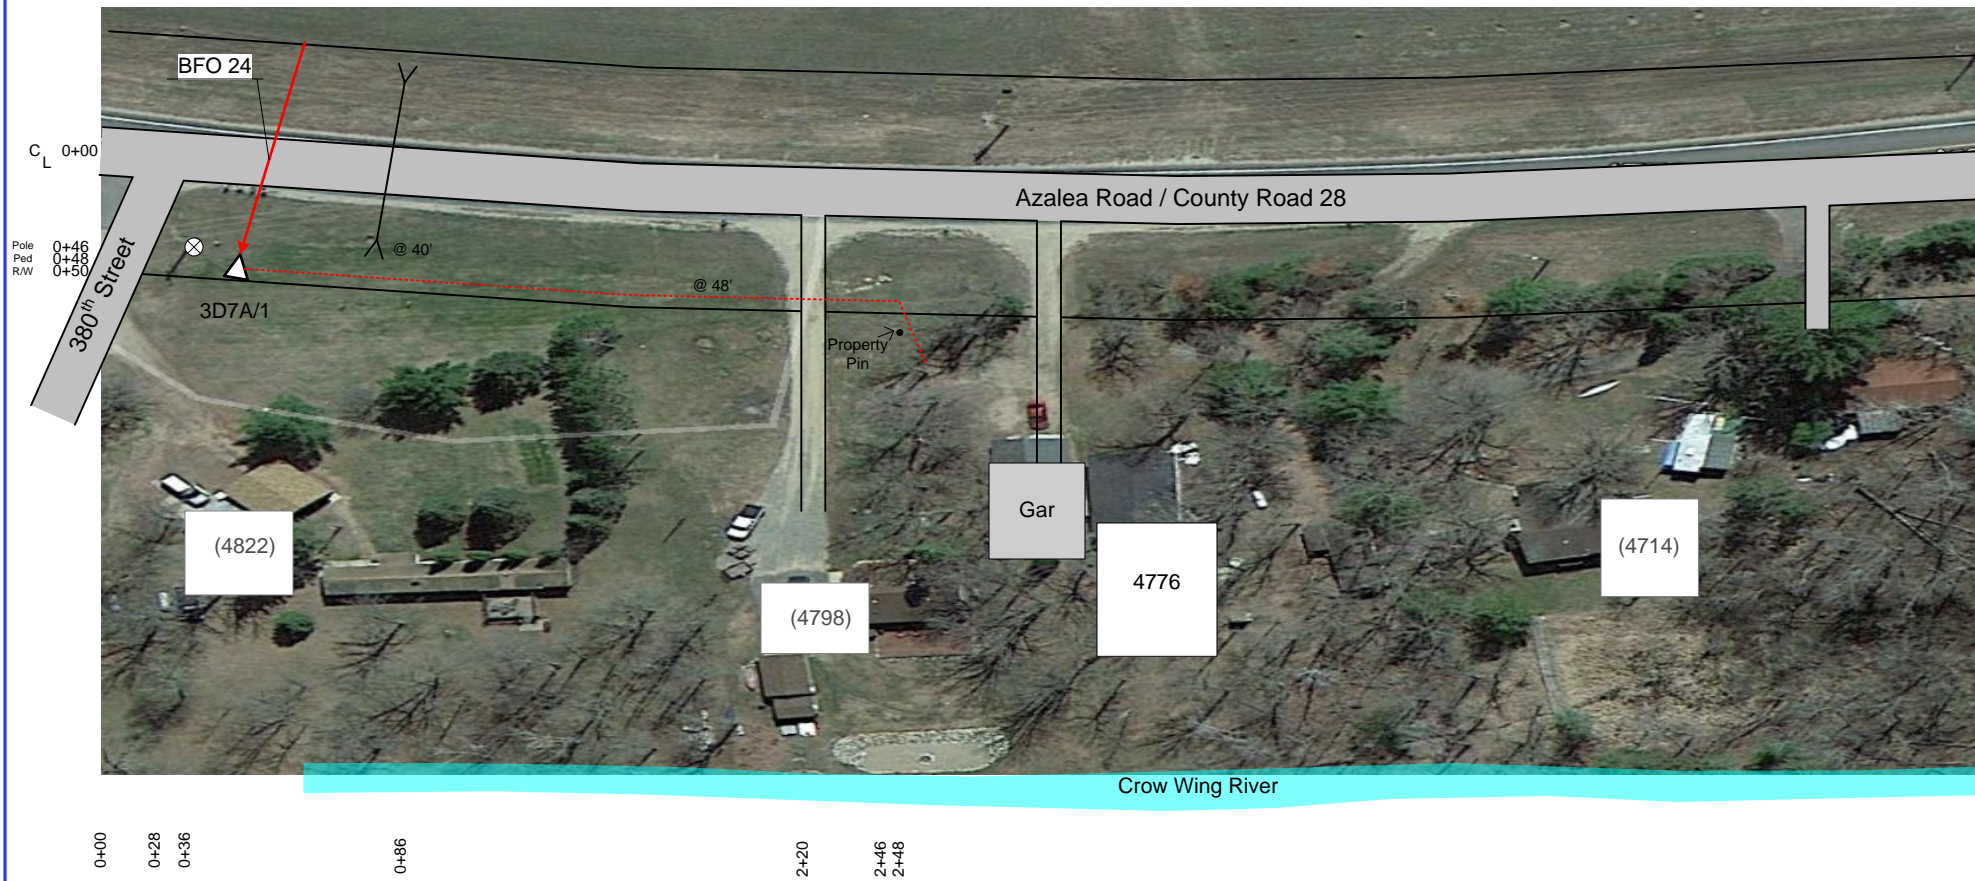 BFO 24
C L 0+00
Azalea Road / County Road 28
Pole 0+46
Ped 0+48
R/W 0+50
380th Street
@ 40'
@ 48'
3D7A/1
Property
Pin
Gar
(4822)
4776
(4714)
(4798)
Crow Wing River
0+00
0+28
0+36
0+86
2+20
2+46
2+48